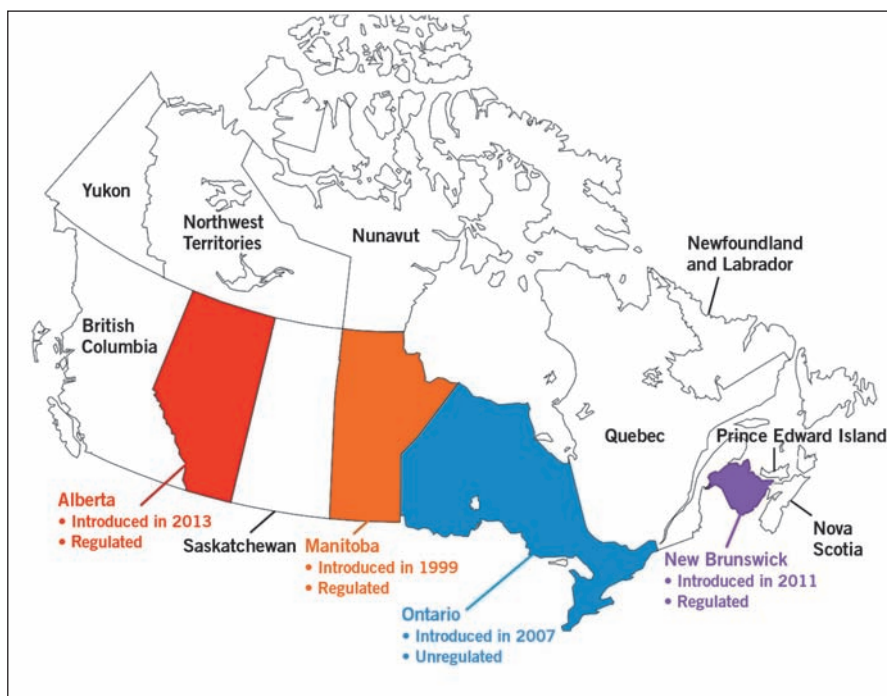 Yukon
Northwest
Territories
Nunavut
Newfoundland
and Labrador
British
Columbia
Quebec
Prince Edward Island
Alberta
• Introduced in 2013
• Regulated
Saskatchewan
Manitoba
• Introduced in 1999
• Regulated
Ontario
• Introduced in 2007
• Unregulated
New Brunswick
• Introduced in 2011
• Regulated
Nova
Scotia